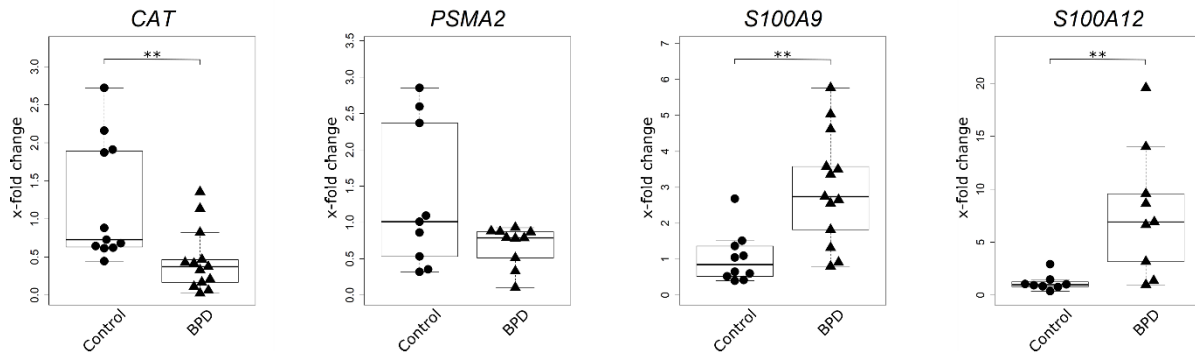 CAT
**
x-fold change
3.0
2.5
2.0
1.5
1.0
0.5
0.0
Control
BPD
PSMA2
x-fold change
3.5
3.0
2.5
2.0
1.5
1.0
0.5
0.0
Control
BPD
S100A9
**
x-fold change
7
6
5
4
3
2
1
0
Control
BPD
S100A12
**
x-fold change
20
15
10
5
0
Control
BPD